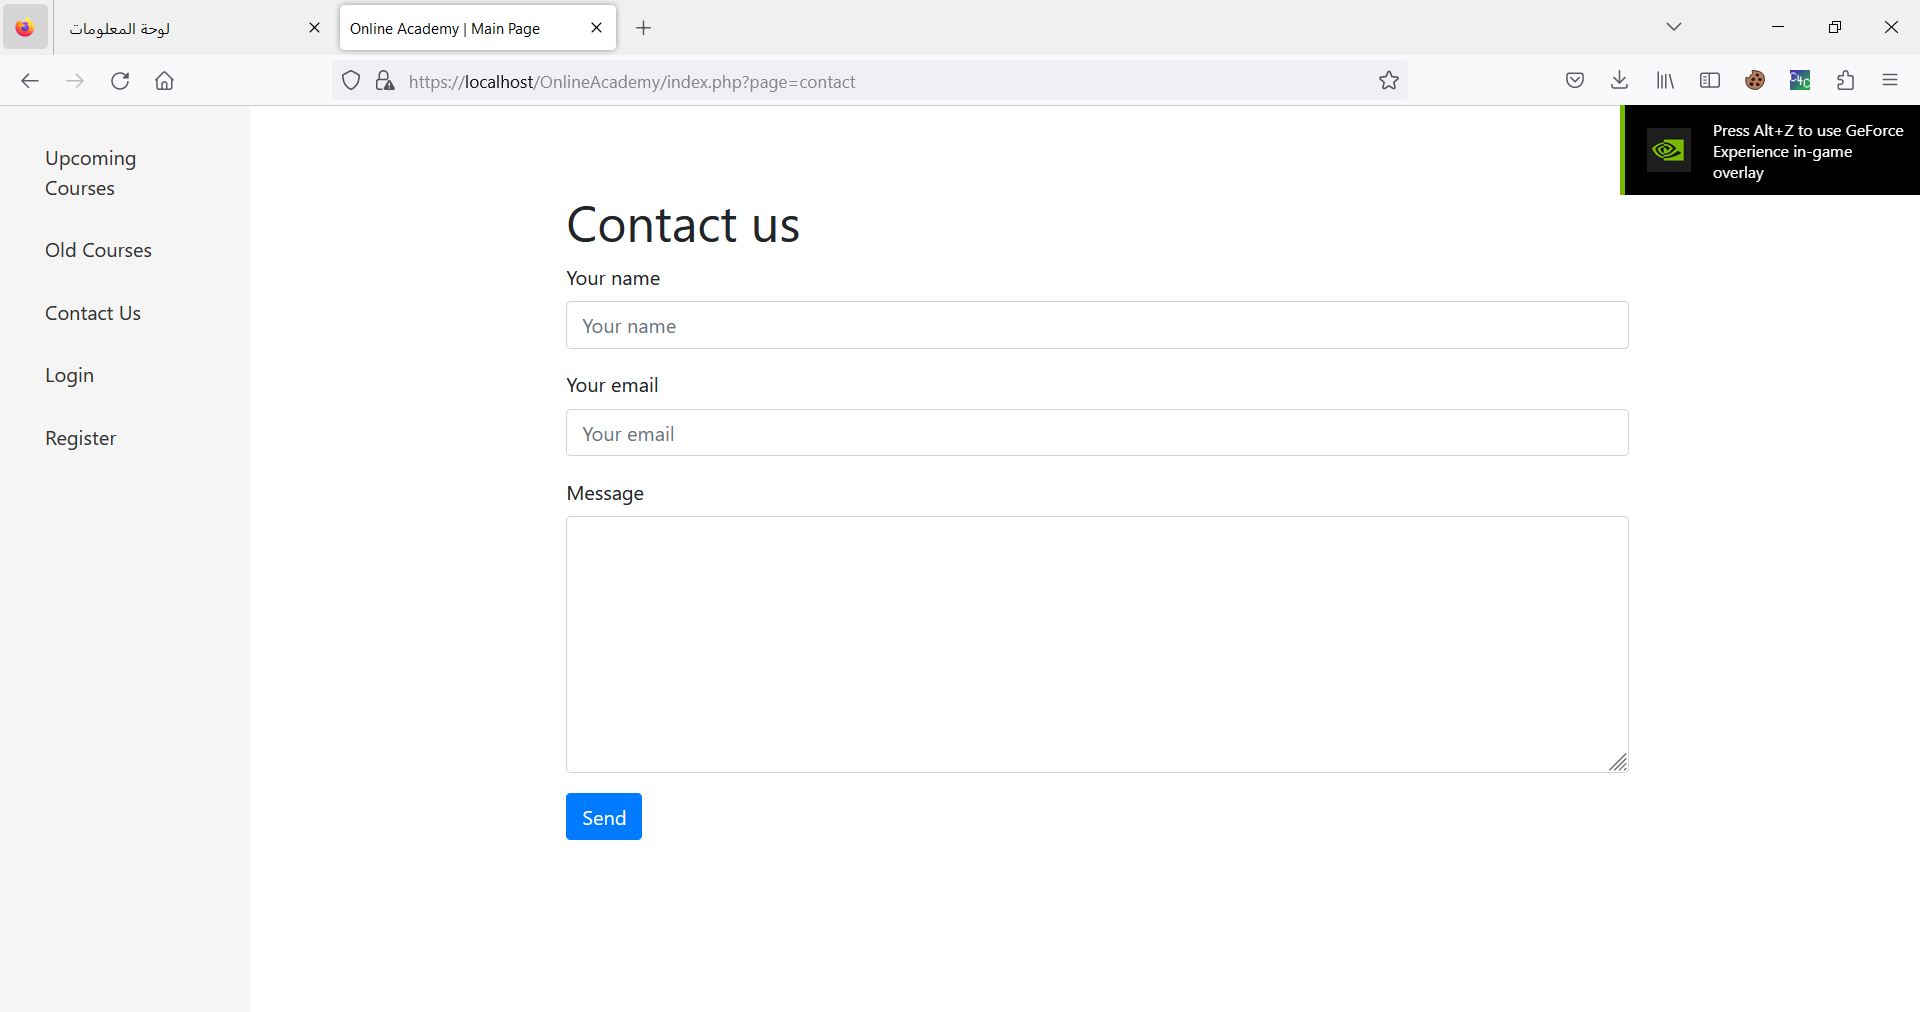 لوحة المعلومات
Online Academy | Main Page
https://localhost/OnlineAcademy/index.php?page=contact
C4C
Press Alt+Z to use GeForce
Experience in-game
overlay
Upcoming
Courses
Old Courses
Contact Us
Login
Register
Contact us
Your name
Your name
Your email
Your email
Message
Send